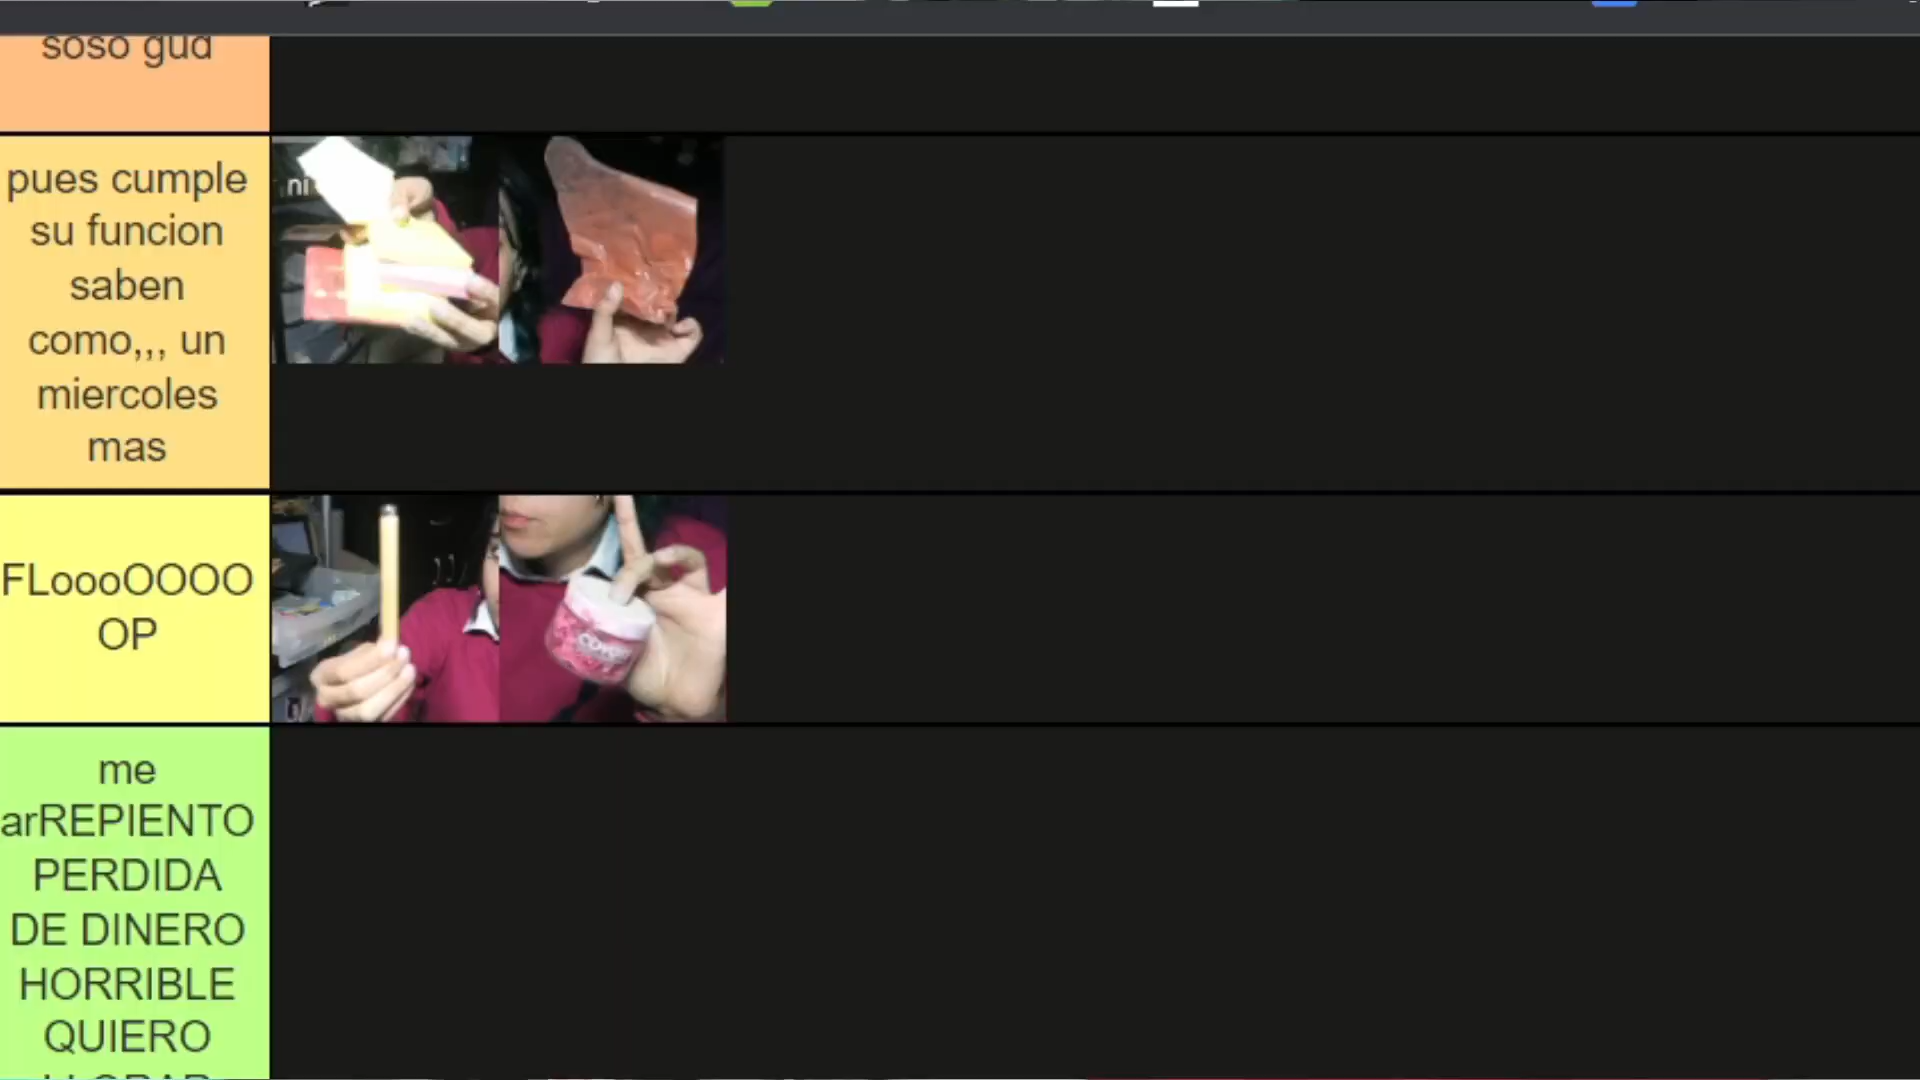 soso gud
pues cumple
su funcion
saben
como,,, un
miercoles
mas
FLoooOOOO
OP
me
arREPIENTO
PERDIDA
DE DINERO
HORRIBLE
QUIERO